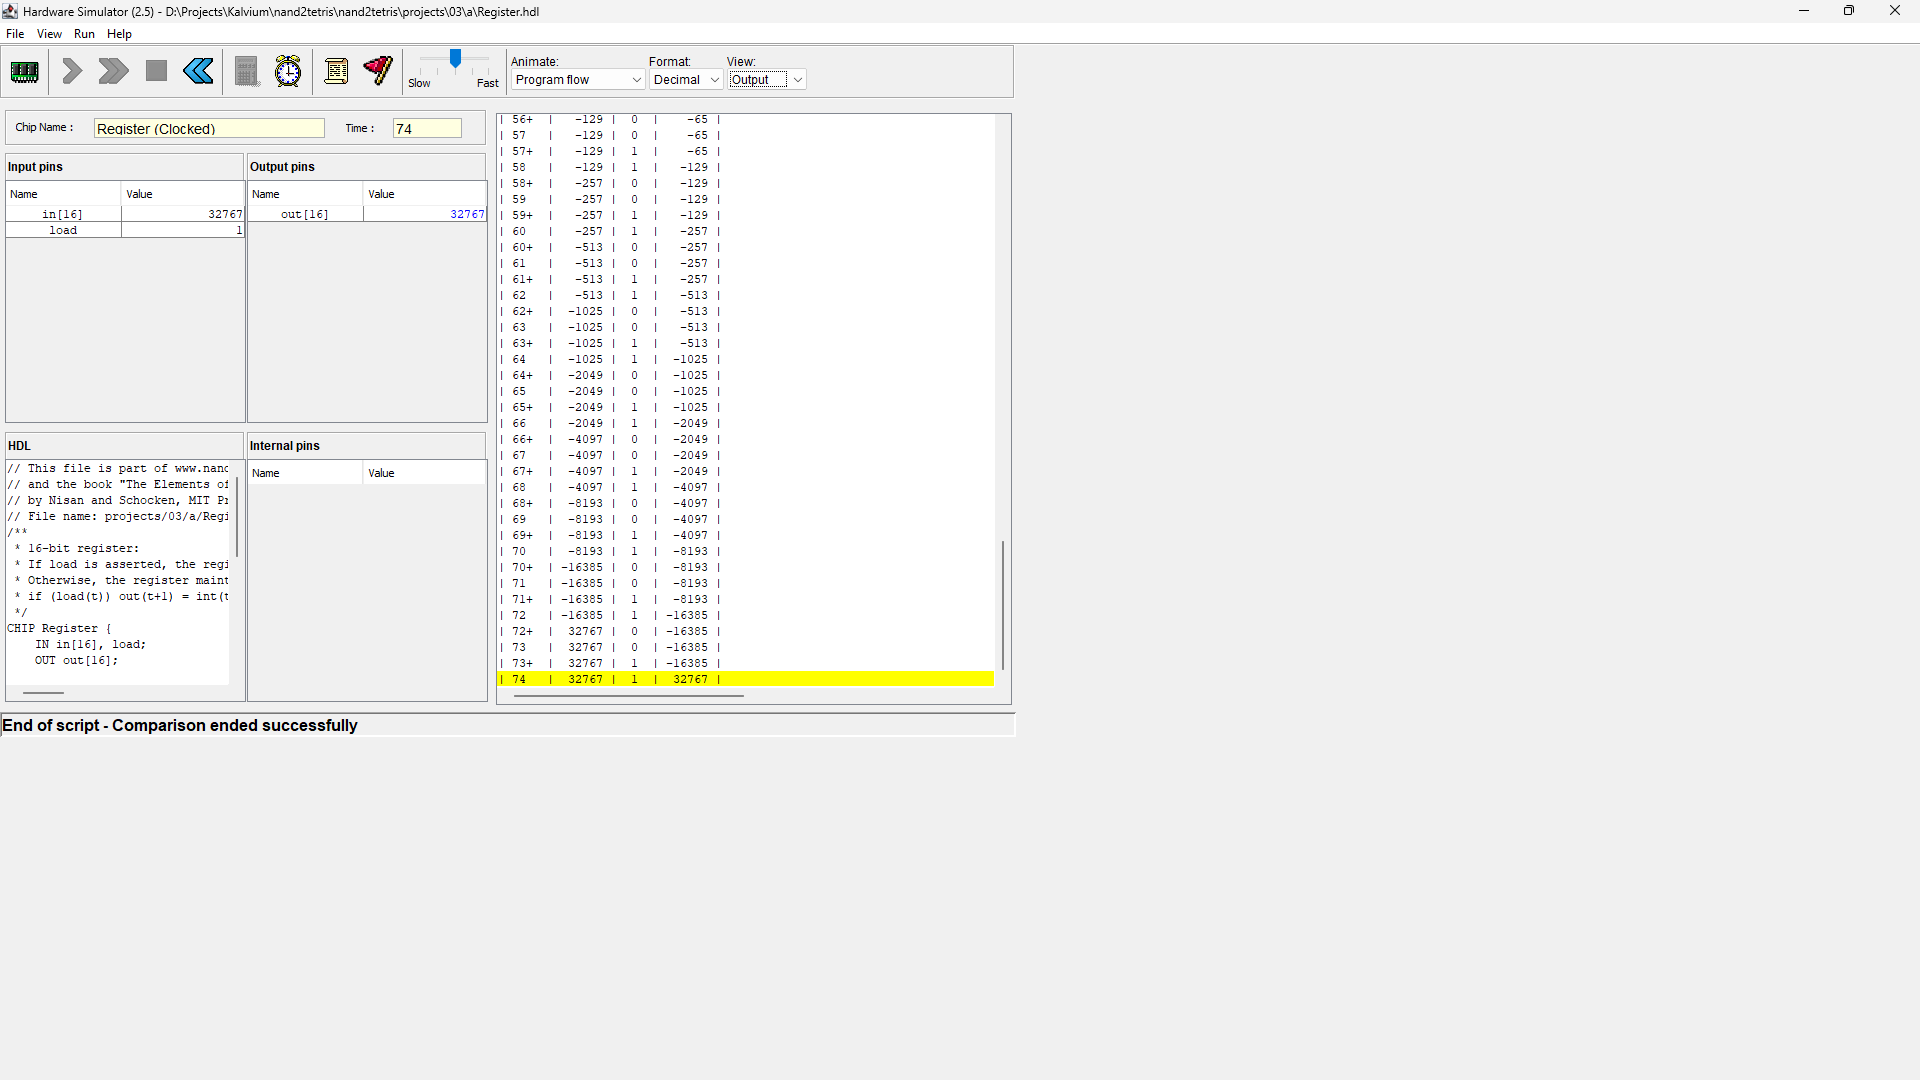 Hardware Simulator (2.5) - D:\Projects\Kalvium\nand2tetris\nand2tetris\projects\03\a\Register.hdl
File View Run Help
Slow Fast
Animate: Format: View:
Program flow Decimal Output
Chip Name : Register (Clocked) Time : 74
Input pins
Name Value
in[16] 32767
load 1
Output pins
Name Value
out[16] 32767
HDL
// This file is part of www.nand
// and the book "The Elements of
// by Nisan and Schocken, MIT Pr
// File name: projects/03/a/Regi
/**
* 16-bit register:
* If load is asserted, the regi
* Otherwise, the register maint
* if (load(t)) out(t+1) = int(t
*/
CHIP Register {
IN in[16], load;
OUT out[16];
Internal pins
Name Value
| 56+ | -129 | 0 | -65 |
| 57 | -129 | 0 | -65 |
| 57+ | -129 | 1 | -65 |
| 58 | -129 | 1 | -129 |
| 58+ | -257 | 0 | -129 |
| 59 | -257 | 0 | -129 |
| 59+ | -257 | 1 | -129 |
| 60 | -257 | 1 | -257 |
| 60+ | -513 | 0 | -257 |
| 61 | -513 | 0 | -257 |
| 61+ | -513 | 1 | -257 |
| 62 | -513 | 1 | -513 |
| 62+ | -1025 | 0 | -513 |
| 63 | -1025 | 0 | -513 |
| 63+ | -1025 | 1 | -513 |
| 64 | -1025 | 1 | -1025 |
| 64+ | -2049 | 0 | -1025 |
| 65 | -2049 | 0 | -1025 |
| 65+ | -2049 | 1 | -1025 |
| 66 | -2049 | 1 | -2049 |
| 66+ | -4097 | 0 | -2049 |
| 67 | -4097 | 0 | -2049 |
| 67+ | -4097 | 1 | -2049 |
| 68 | -4097 | 1 | -4097 |
| 68+ | -8193 | 0 | -4097 |
| 69 | -8193 | 0 | -4097 |
| 69+ | -8193 | 1 | -4097 |
| 70 | -8193 | 1 | -8193 |
| 70+ | -16385 | 0 | -8193 |
| 71 | -16385 | 0 | -8193 |
| 71+ | -16385 | 1 | -8193 |
| 72 | -16385 | 1 | -16385 |
| 72+ | 32767 | 0 | -16385 |
| 73 | 32767 | 0 | -16385 |
| 73+ | 32767 | 1 | -16385 |
| 74 | 32767 | 1 | 32767 |
End of script - Comparison ended successfully